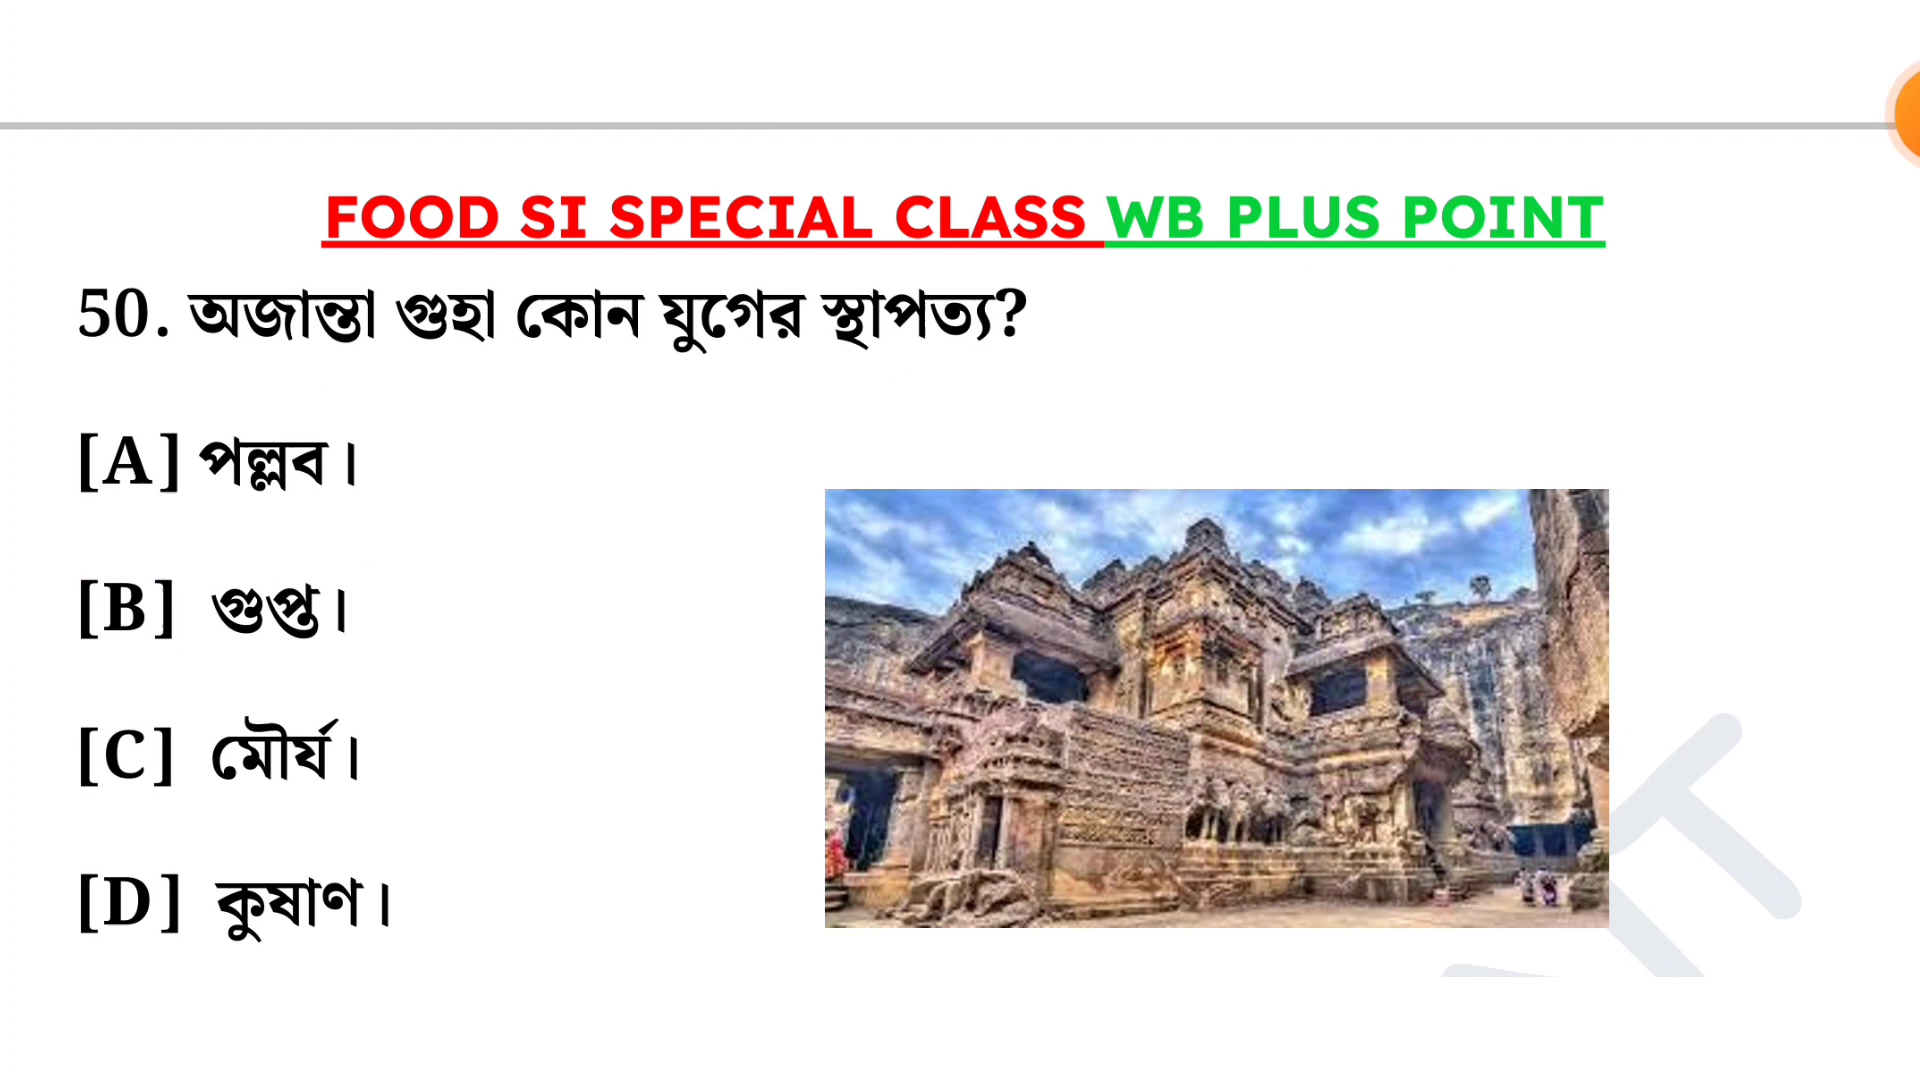 FOOD SI SPECIAL CLASS WB PLUS POINT
50. অজান্তা গুহা কোন যুগের স্থাপত্য?
[A] পল্লব।
[B] গুপ্ত।
[C] মৌর্য।
[D] কুষাণ।